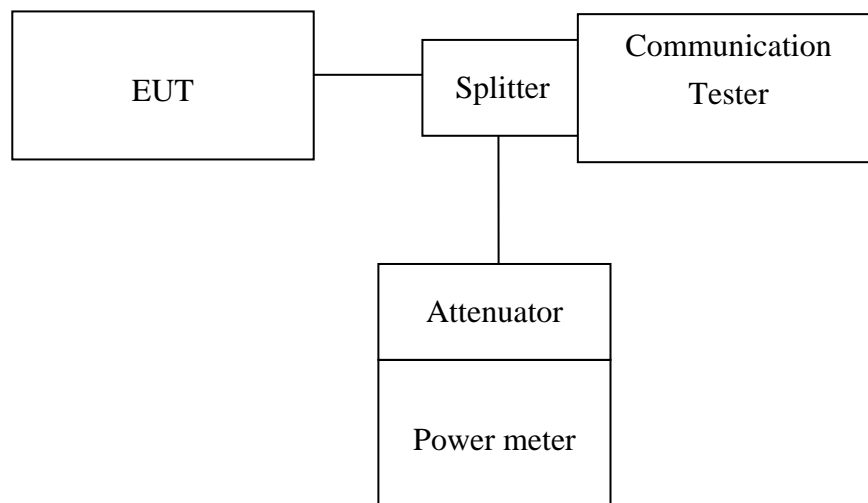 EUT
Splitter
Communication
Tester
Attenuator
Power meter